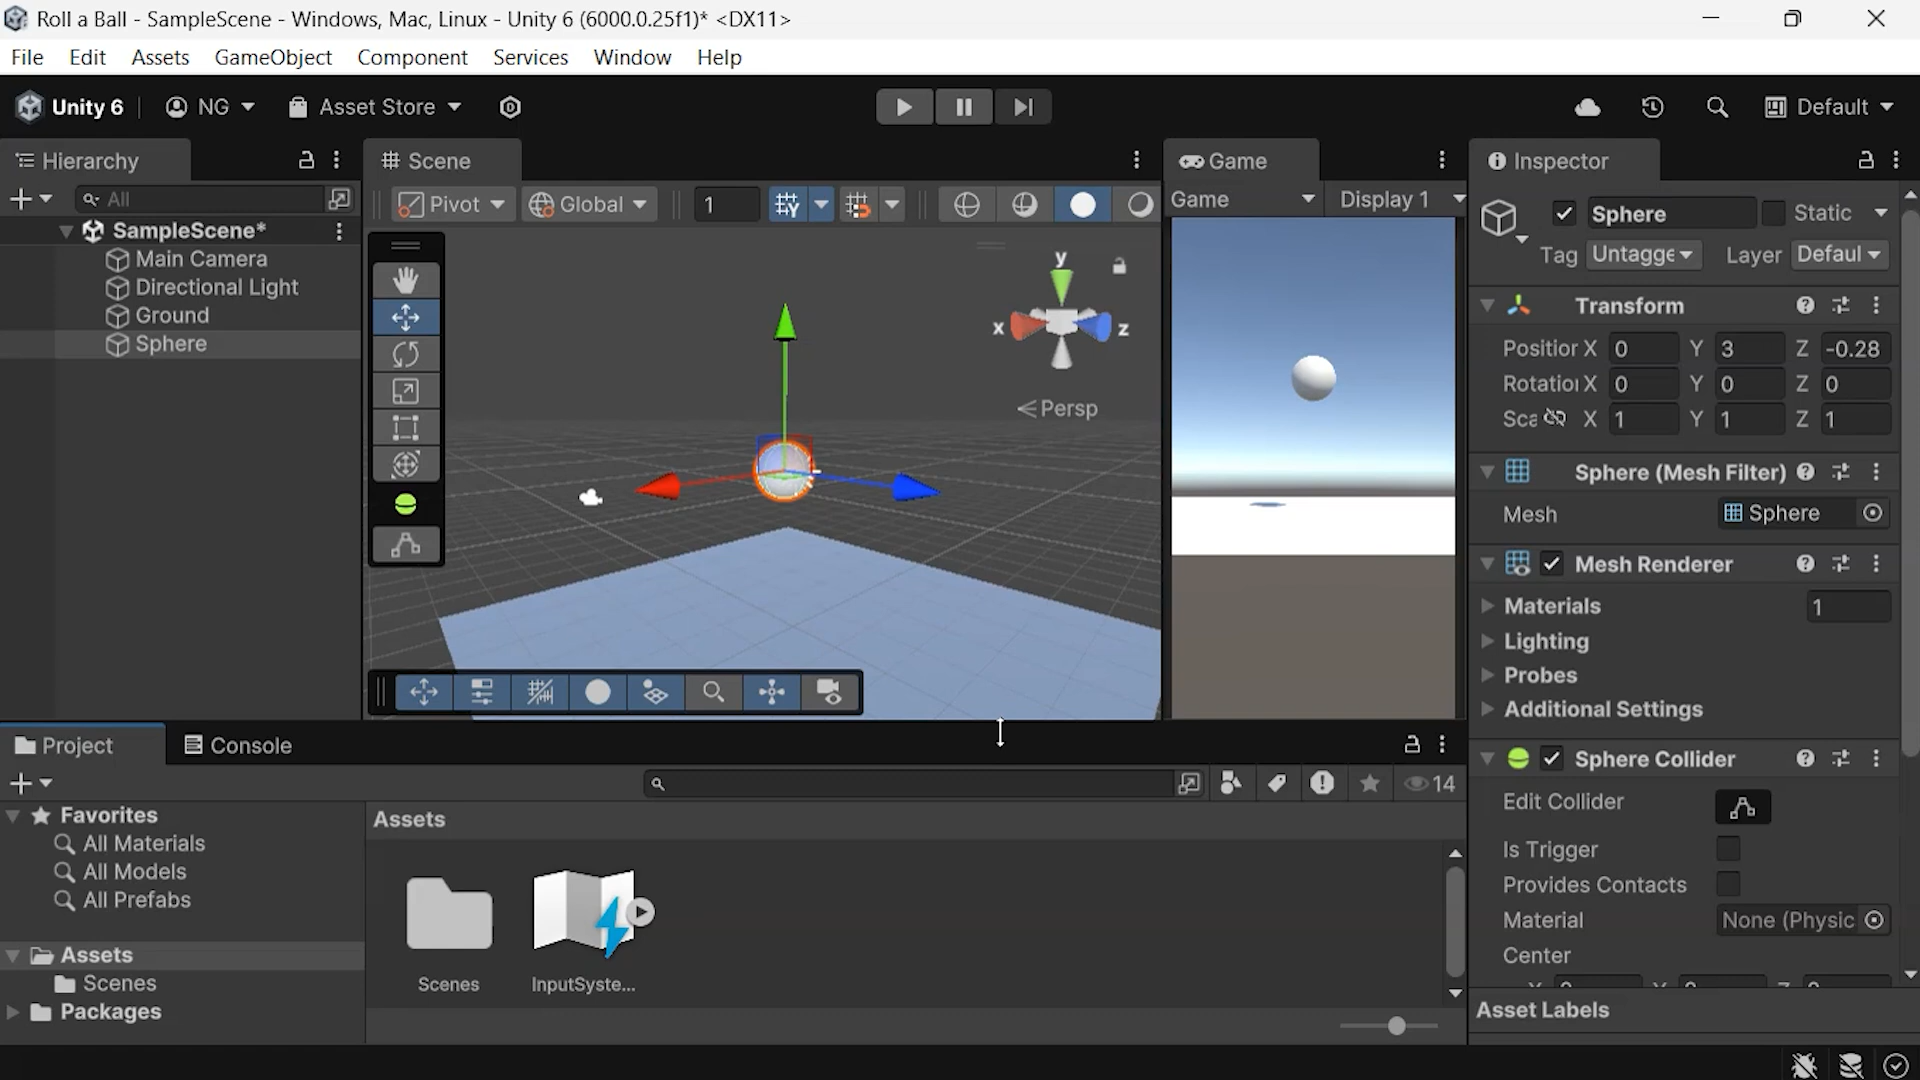 Roll a Ball - SampleScene - Windows, Mac, Linux - Unity 6 (6000.0.25f1)* <DX11>
File Edit Assets GameObject Component Services Window Help
Unity 6 NG Asset Store Default
Hierarchy
All
SampleScene*
Main Camera
Directional Light
Ground
Sphere
Scene
Pivot Global 1
y
x z
Persp
Game
Game Display 1
Inspector
Sphere Static
Tag Untagge Layer Defaul
Transform
Position X 0 Y 3 Z -0.28
Rotatio X 0 Y 0 Z 0
Sca X 1 Y 1 Z 1
Sphere (Mesh Filter)
Mesh Sphere
Mesh Renderer
Materials 1
Lighting
Probes
Additional Settings
Sphere Collider
Edit Collider
Is Trigger
Provides Contacts
Material None (Physic
Center
Asset Labels
Project Console
14
Favorites
All Materials
All Models
All Prefabs
Assets
Scenes
Packages
Assets
Scenes InputSyste...